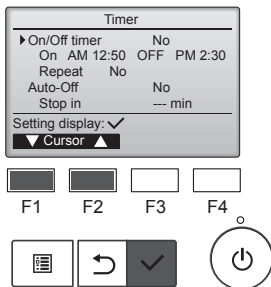 Timer
On/Off timer No
On AM 12:50 OFF PM 2:30
Repeat No
Auto-Off No
Stop in --- min
Setting display: ✓
▼ Cursor ▲
F1 F2 F3 F4